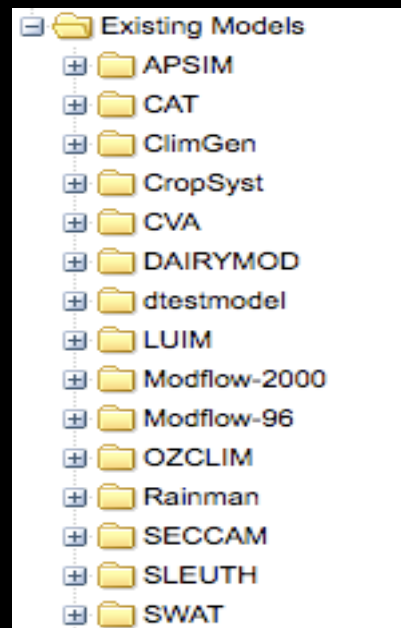 Existing Models
APSIM
CAT
ClimGen
CropSyst
CVA
DAIRYMOD
dtestmodel
LUIM
Modflow-2000
Modflow-96
OZCLIM
Rainman
SECCAM
SLEUTH
SWAT